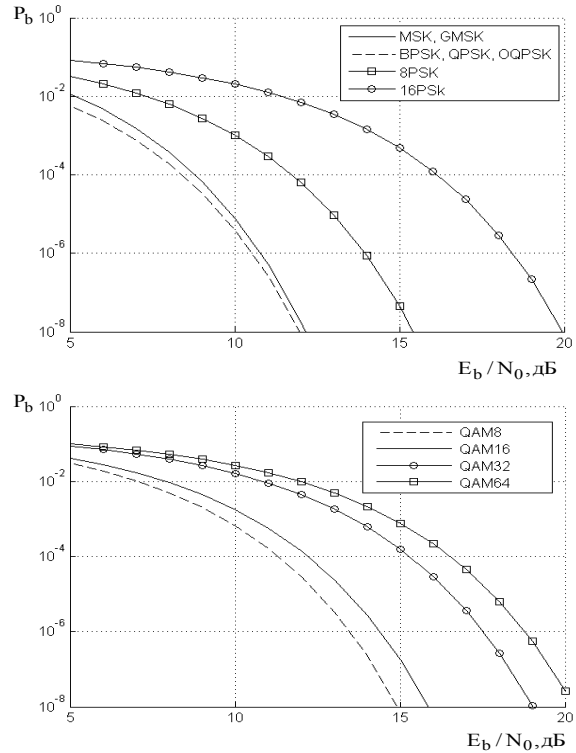 P_b
10^0
MSK, GMSK
BPSK, QPSK, OQPSK
8PSK
16PSk
10^-2
10^-4
10^-6
10^-8
5
10
15
20
E_b / N_0, дБ
P_b
10^0
QAM8
QAM16
QAM32
QAM64
10^-2
10^-4
10^-6
10^-8
5
10
15
20
E_b / N_0, дБ